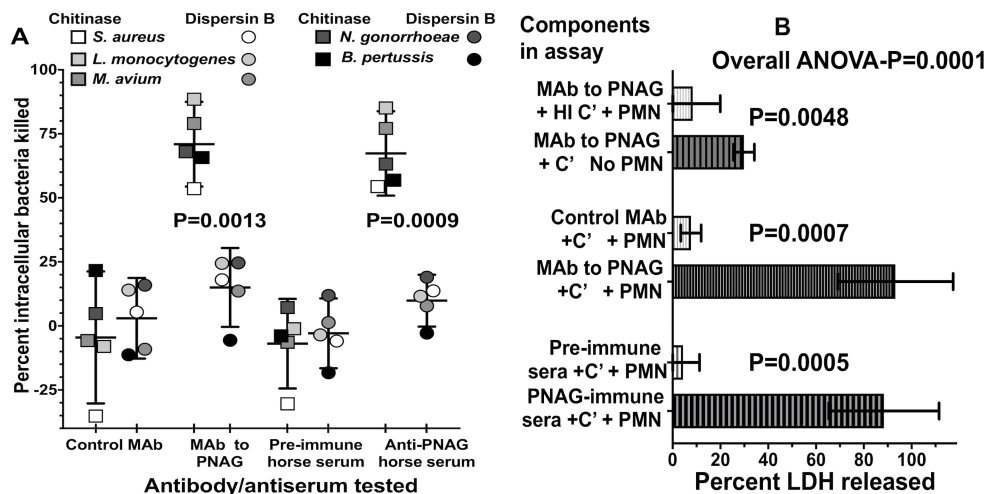 A
Chitinase Dispersin B Chitinase Dispersin B
S. aureus N. gonorrhoeae
L. monocytogenes B. pertussis
M. avium
Percent intracellular bacteria killed
100
75
50
25
0
-25
P=0.0013 P=0.0009
Control MAb MAb to PNAG Pre-immune horse serum Anti-PNAG horse serum
Antibody/antiserum tested
B
Components
in assay
Overall ANOVA-P=0.0001
MAb to PNAG
+ HI C' + PMN
P=0.0048
MAb to PNAG
+ C' No PMN
Control MAb
+C' + PMN
P=0.0007
MAb to PNAG
+C' + PMN
Pre-immune
sera +C' + PMN
P=0.0005
PNAG-immune
sera +C' + PMN
0 20 40 60 80 100
Percent LDH released